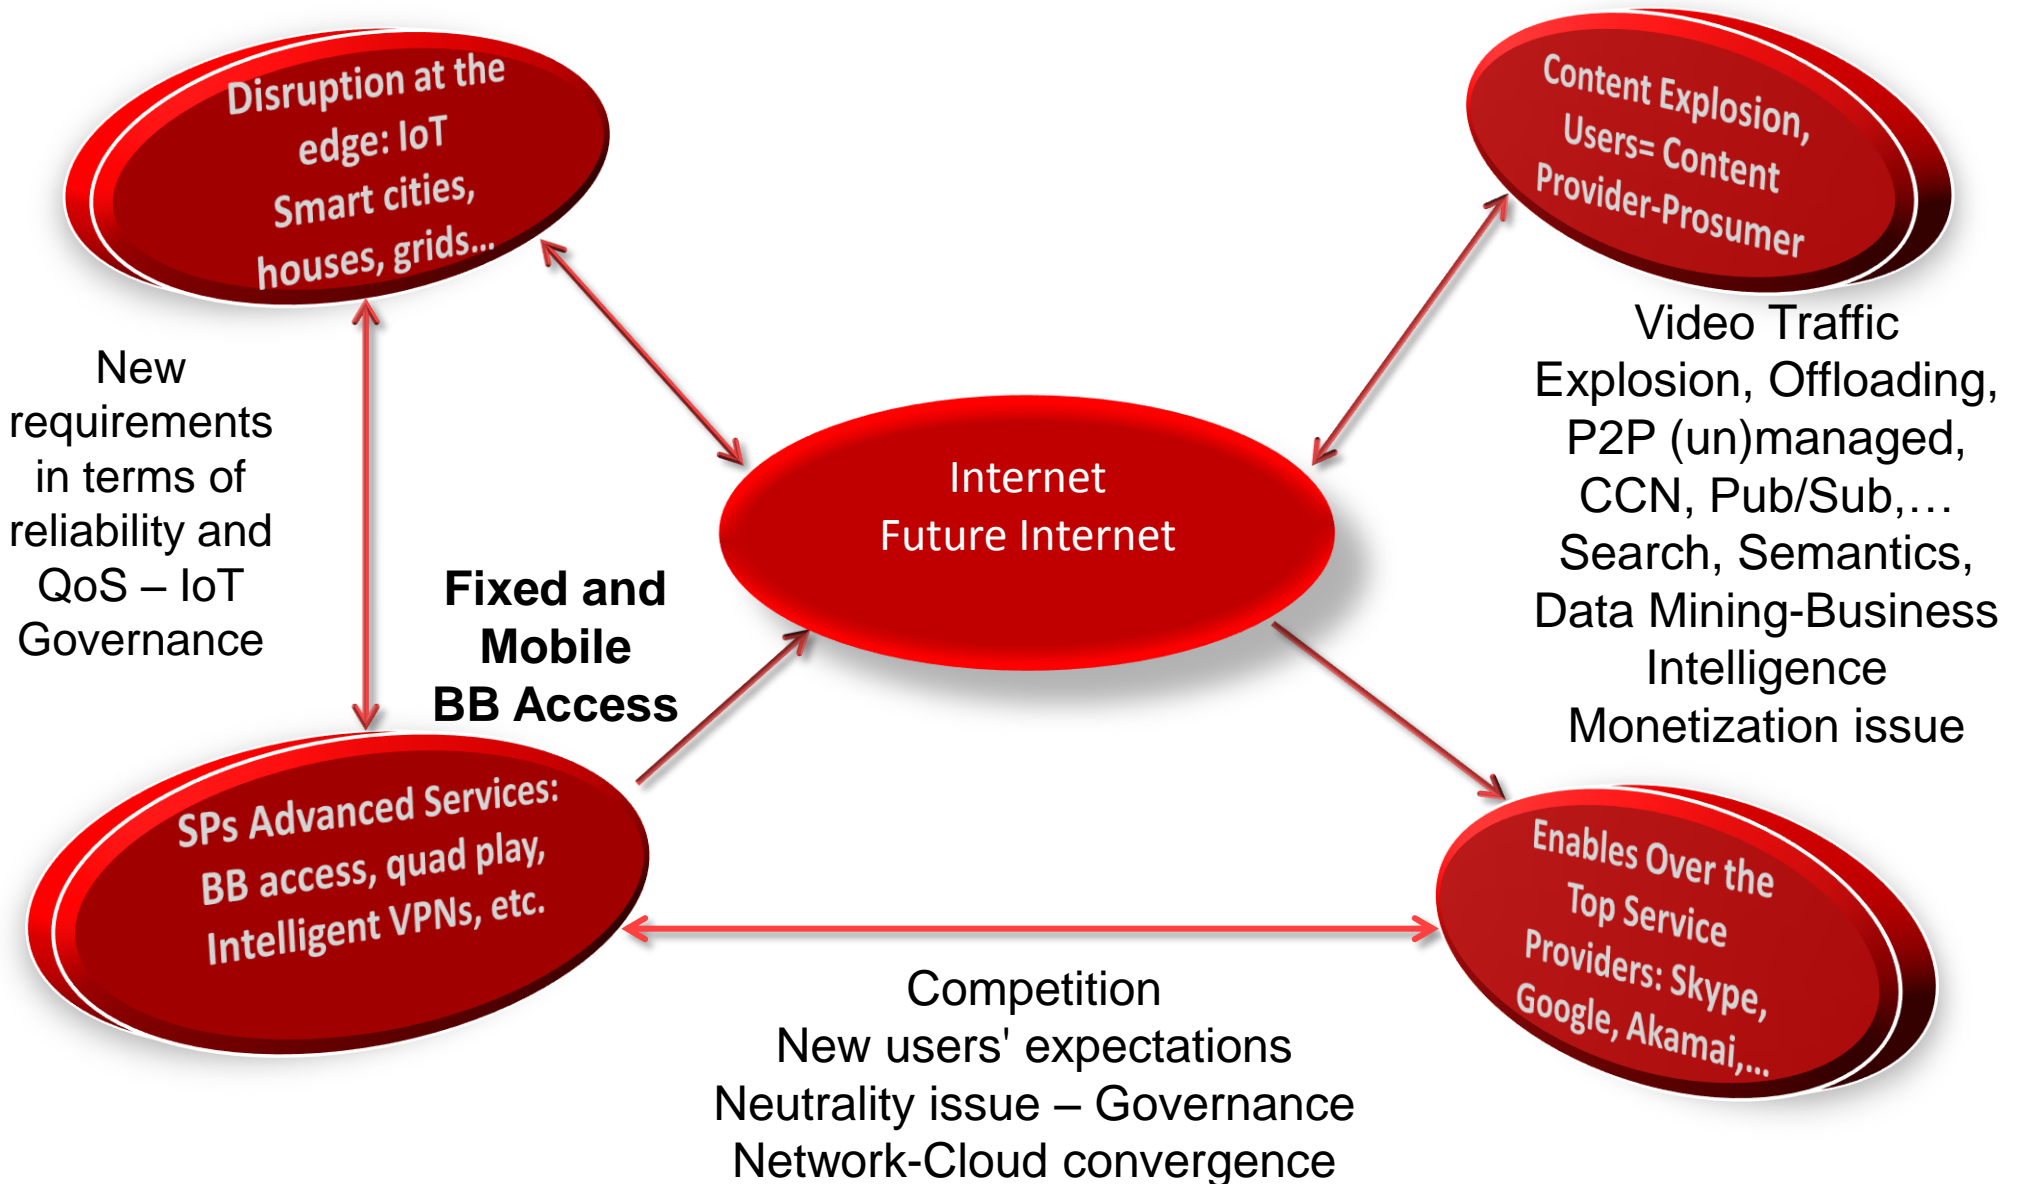 Disruption at the
edge: IoT
Smart cities,
houses, grids...
Content Explosion,
Users= Content
Provider-Prosumer
New
requirements
in terms of
reliability and
QoS – IoT
Governance
Internet
Future Internet
Video Traffic
Explosion, Offloading,
P2P (un)managed,
CCN, Pub/Sub,…
Search, Semantics,
Data Mining-Business
Intelligence
Monetization issue
Fixed and
Mobile
BB Access
SPs Advanced Services:
BB access, quad play,
Intelligent VPNs, etc.
Enables Over the
Top Service
Providers: Skype,
Google, Akamai,...
Competition
New users' expectations
Neutrality issue – Governance
Network-Cloud convergence